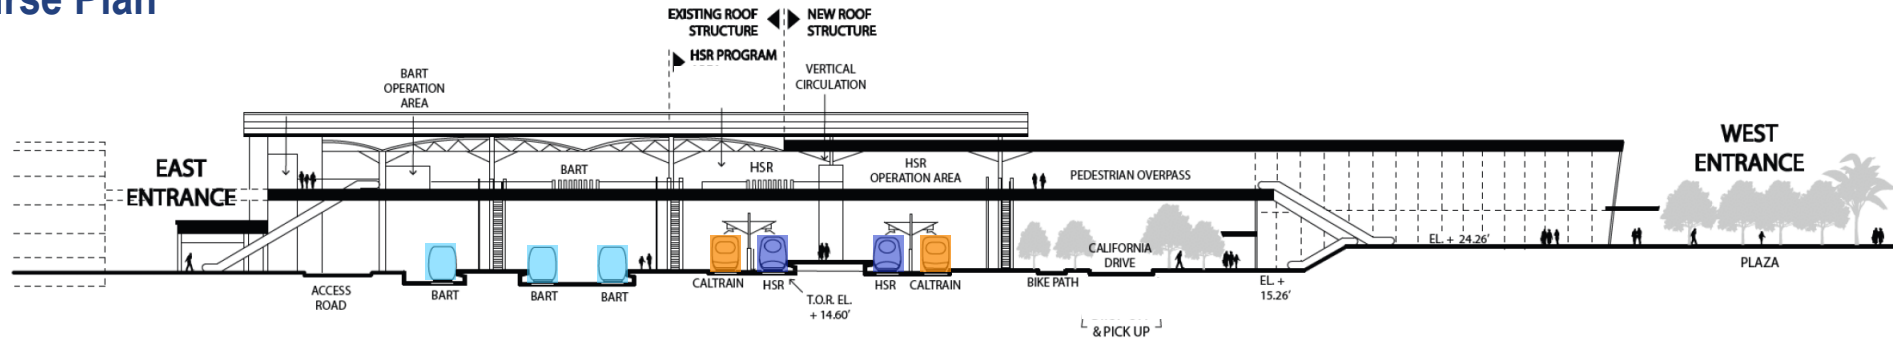 Plan
EXISTING ROOF
STRUCTURE
NEW ROOF
STRUCTURE
HSR PROGRAM
BART
OPERATION
AREA
VERTICAL
CIRCULATION
EAST
ENTRANCE
BART
HSR
HSR
OPERATION AREA
PEDESTRIAN OVERPASS
WEST
ENTRANCE
CALIFORNIA
DRIVE
EL. + 24.26'
PLAZA
ACCESS
ROAD
BART
BART
BART
CALTRAIN
HSR
T.O.R. EL.
+ 14.60'
HSR
CALTRAIN
BIKE PATH
EL. +
15.26'
& PICK UP